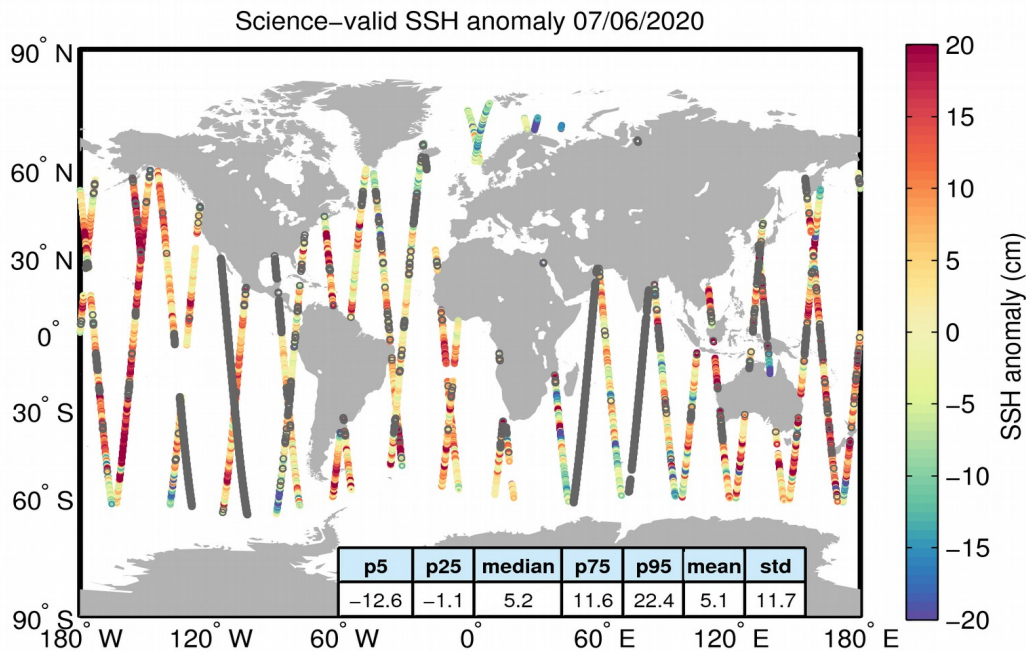 Science−valid SSH anomaly 07/06/2020
90° N
60° N
30° N
0°
30° S
60° S
90° S
180° W
120° W
60° W
0°
60° E
120° E
180° E
p5 p25 median p75 p95 mean std
−12.6 −1.1 5.2 11.6 22.4 5.1 11.7
20
15
10
5
0
−5
−10
−15
−20
SSH anomaly (cm)